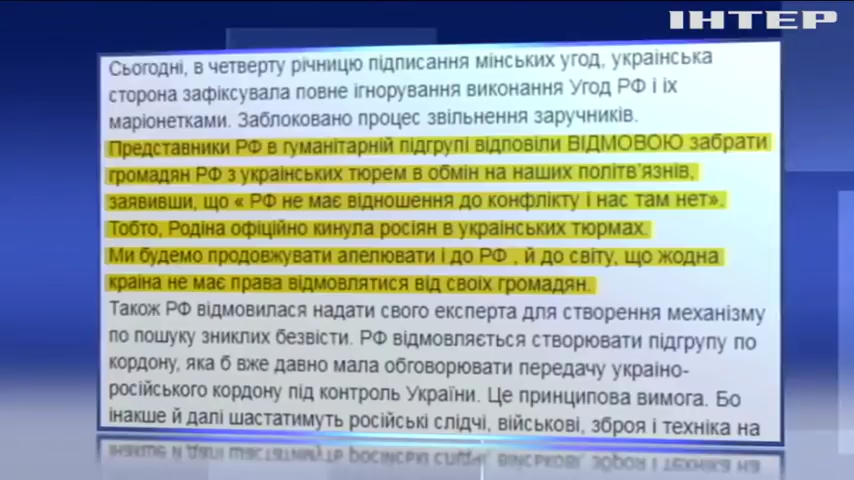 ІНТЕР
Сьогодні, в четверту річницю підписання мінських угод, українська
сторона зафіксувала повне ігнорування виконання Угод РФ і їх
маріонетками. Заблоковано процес звільнення заручників.
Представники РФ в гуманітарній підгрупі відповіли ВІДМОВОЮ забрати
громадян РФ з українських тюрем в обмін на наших політв’язнів,
заявивши, що « РФ не має відношення до конфлікту і нас там нет».
Тобто, Родіна офіційно кинула росіян в українських тюрмах.
Ми будемо продовжувати апелювати і до РФ , й до світу, що жодна
країна не має права відмовлятися від своїх громадян.
Також РФ відмовилася надати свого експерта для створення механізму
по пошуку зниклих безвісти. РФ відмовляється створювати підгрупу по
кордону, яка б вже давно мала обговорювати передачу україно-
російського кордону під контроль України. Це принципова вимога. Бо
інакше й далі шастатимуть російські слідчі, військові, зброя і техніка на